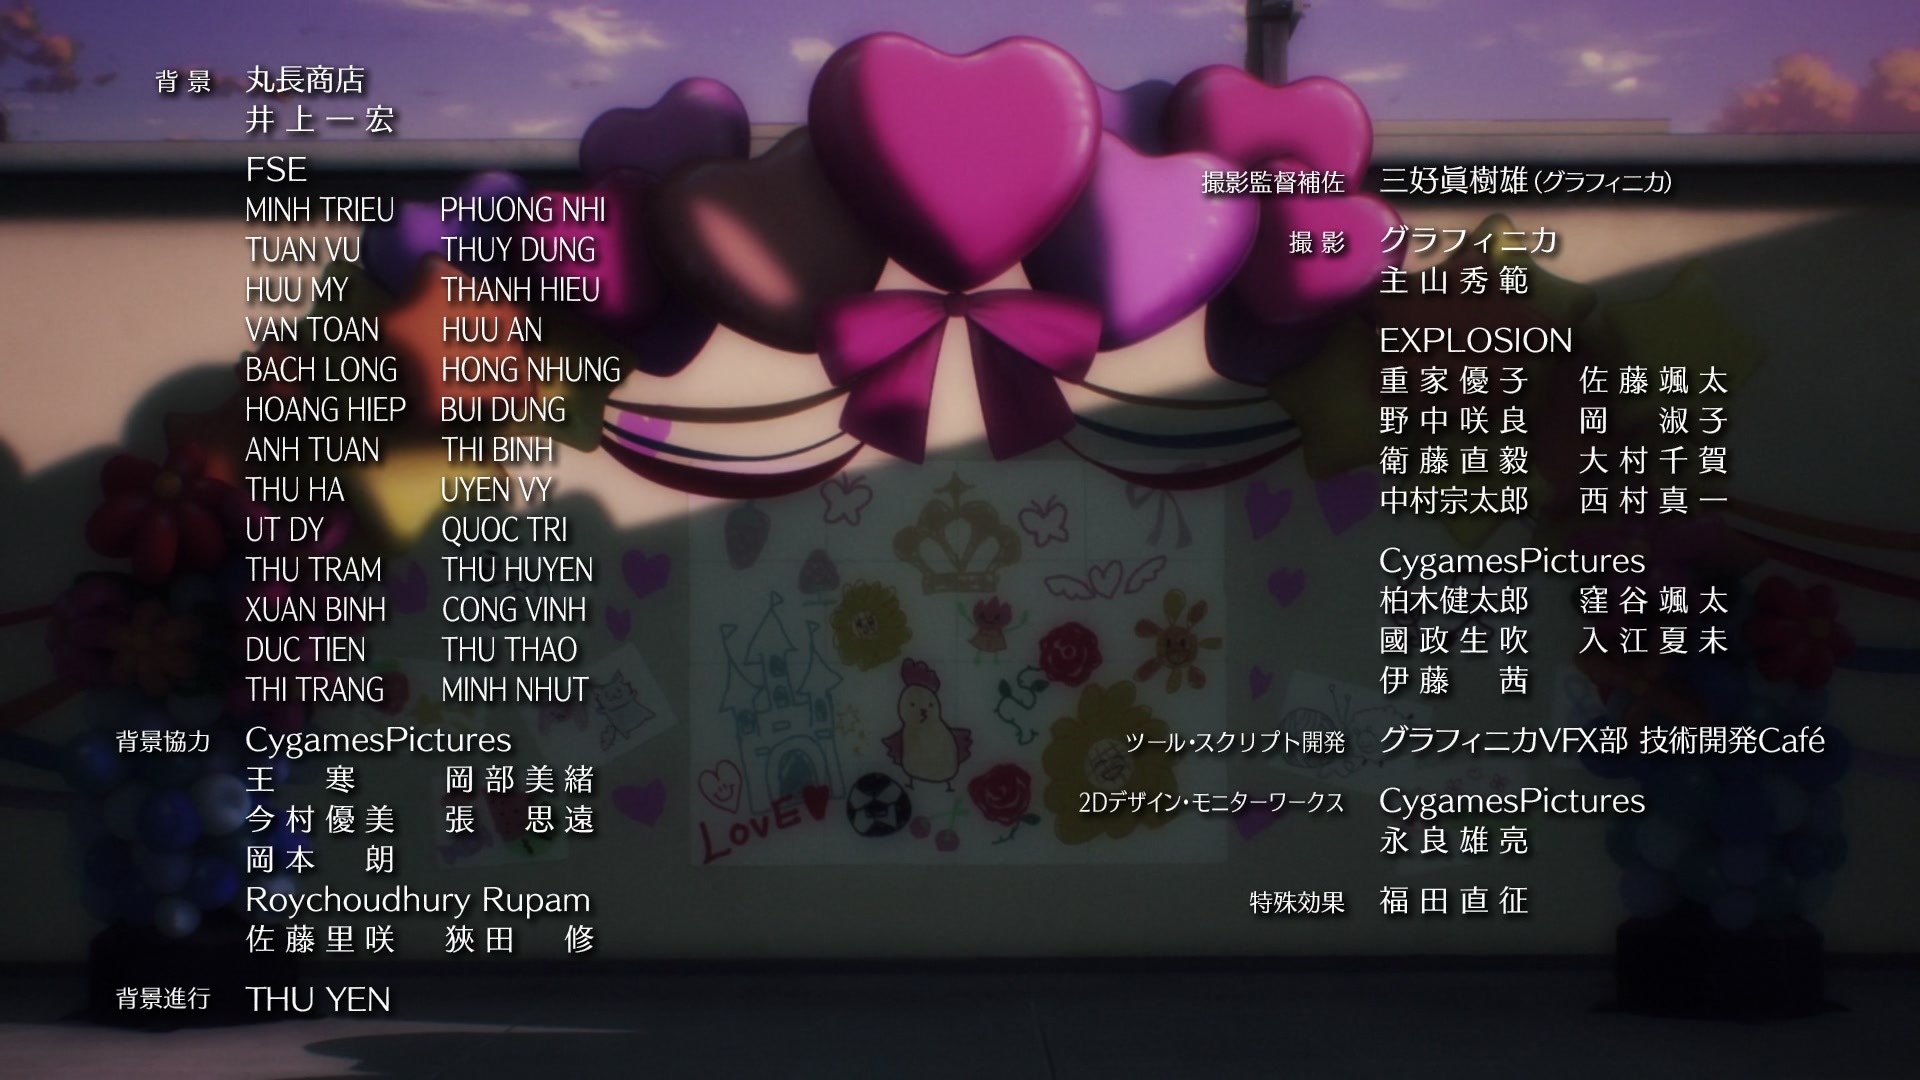 背景 丸長商店
井上一宏
FSE
MINH TRIEU PHUONG NHI
TUAN VU THUY DUNG
HUU MY THANH HIEU
VAN TOAN HUU AN
BACH LONG HONG NHUNG
HOANG HIEP BUI DUNG
ANH TUAN THI BINH
THU HA UYEN VY
UT DY QUOC TRI
THU TRAM THU HUYEN
XUAN BINH CONG VINH
DUC TIEN THU THAO
THI TRANG MINH NHUT
背景協力 CygamesPictures
王寒 岡部美緒
今村優美 張思遠
岡本朗
Roychoudhury Rupam
佐藤里咲 狹田修
背景進行 THU YEN
撮影監督補佐 三好眞樹雄(グラフィニカ)
撮影 グラフィニカ
主山秀範
EXPLOSION
重家優子 佐藤颯太
野中咲良 岡淑子
衛藤直毅 大村千賀
中村宗太郎 西村真一
CygamesPictures
柏木健太郎 窪谷颯太
國政生吹 入江夏未
伊藤茜
ツール・スクリプト開発 グラフィニカVFX部 技術開発Café
2Dデザイン・モニターワークス CygamesPictures
永良雄亮
特殊効果 福田直征
LOVE